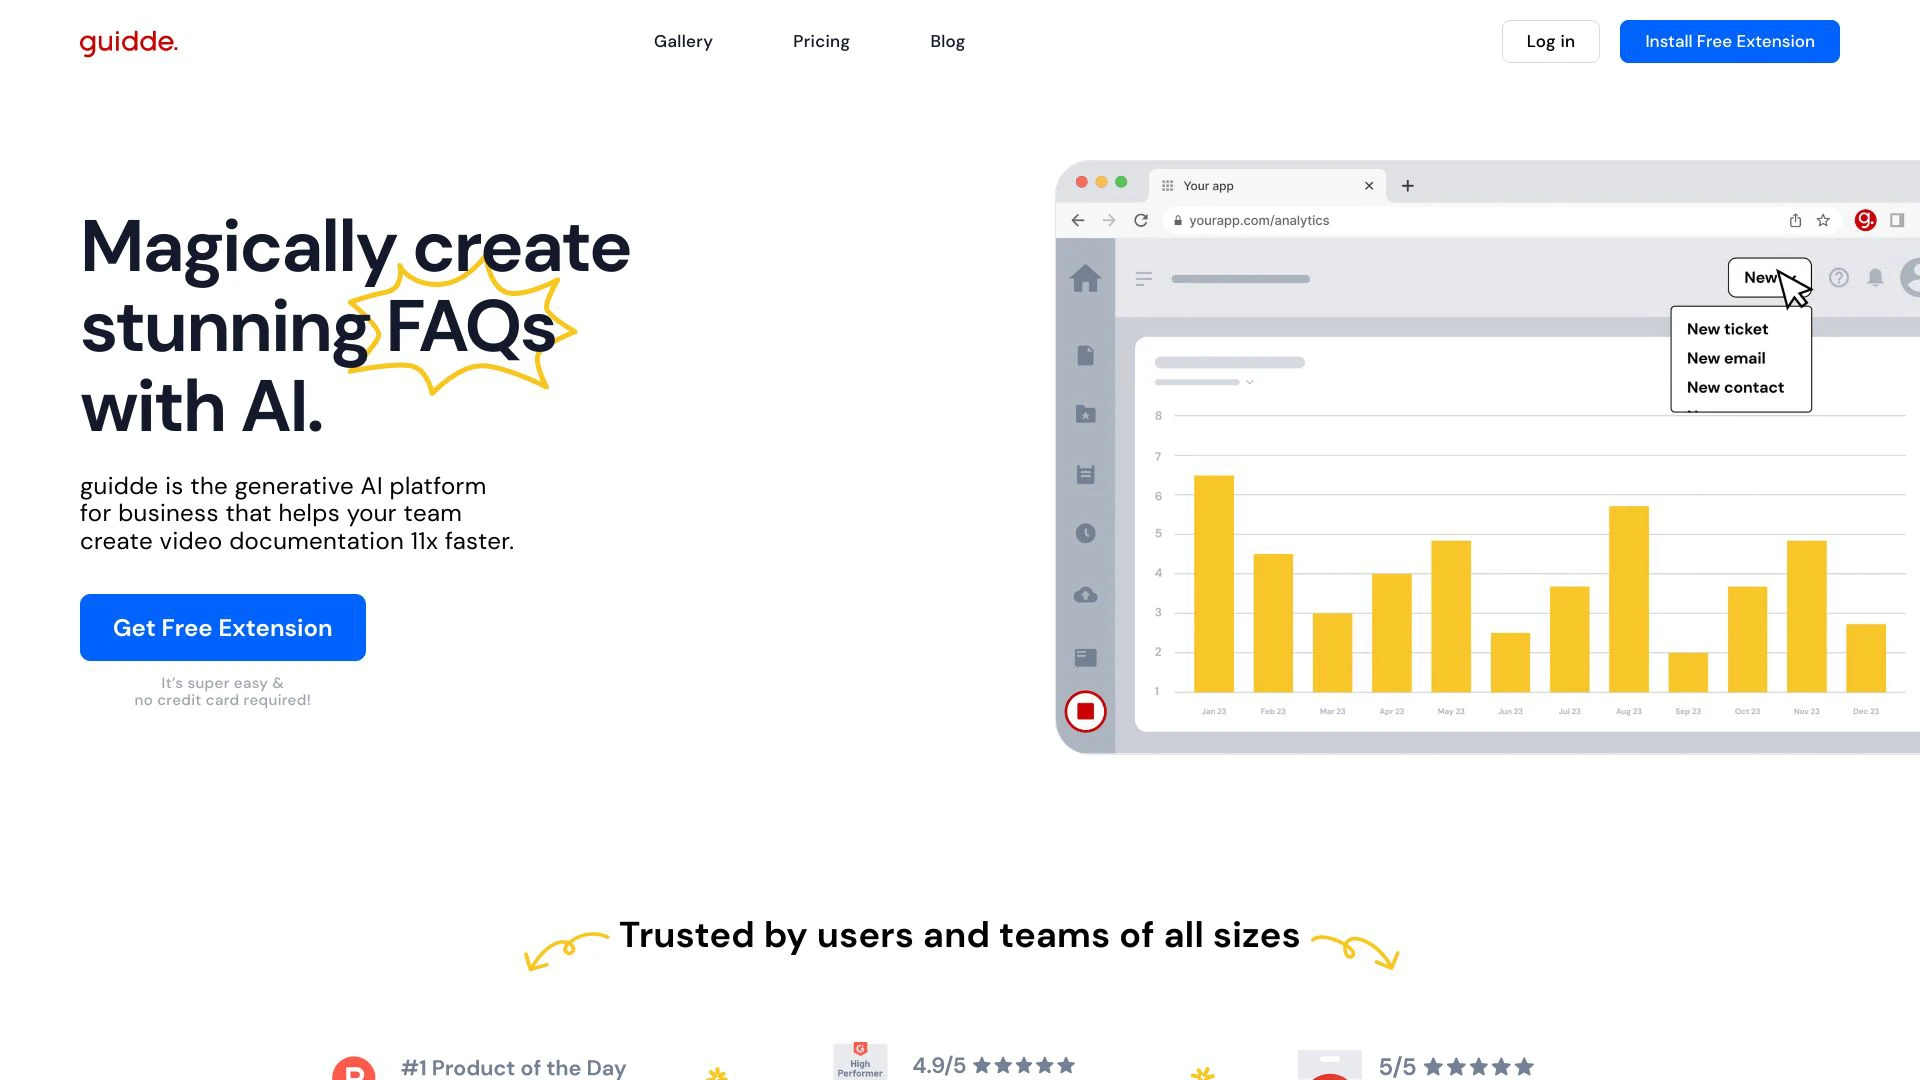 guidde.
Gallery
Pricing
Blog
Log in
Install Free Extension
Magically create
stunning FAQs
with AI.
guidde is the generative AI platform
for business that helps your team
create video documentation 11x faster.
Get Free Extension
It's super easy &
no credit card required!
Your app
yourapp.com/analytics
g.
New
New ticket
New email
New contact
8
7
6
5
4
3
2
1
Jan 23
Feb 23
Mar 23
Apr 23
May 23
Jun 23
Jul 23
Aug 23
Sep 23
Oct 23
Nov 23
Dec 23
Trusted by users and teams of all sizes
P
#1 Product of the Day
G
High
Performer
4.9/5
5/5